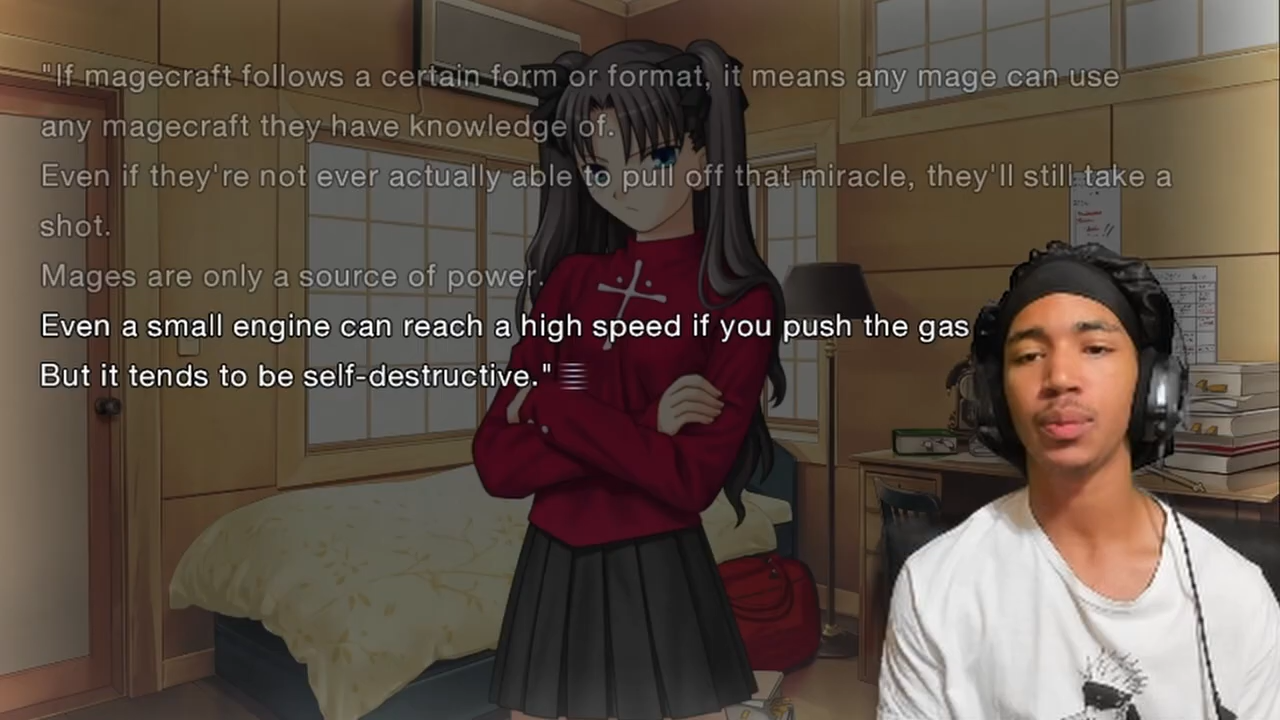 "If magecraft follows a certain form or format, it means any mage can use
any magecraft they have knowledge of.
Even if they're not ever actually able to pull off that miracle, they'll still take a
shot.
Mages are only a source of power.
Even a small engine can reach a high speed if you push the gas
But it tends to be self-destructive."